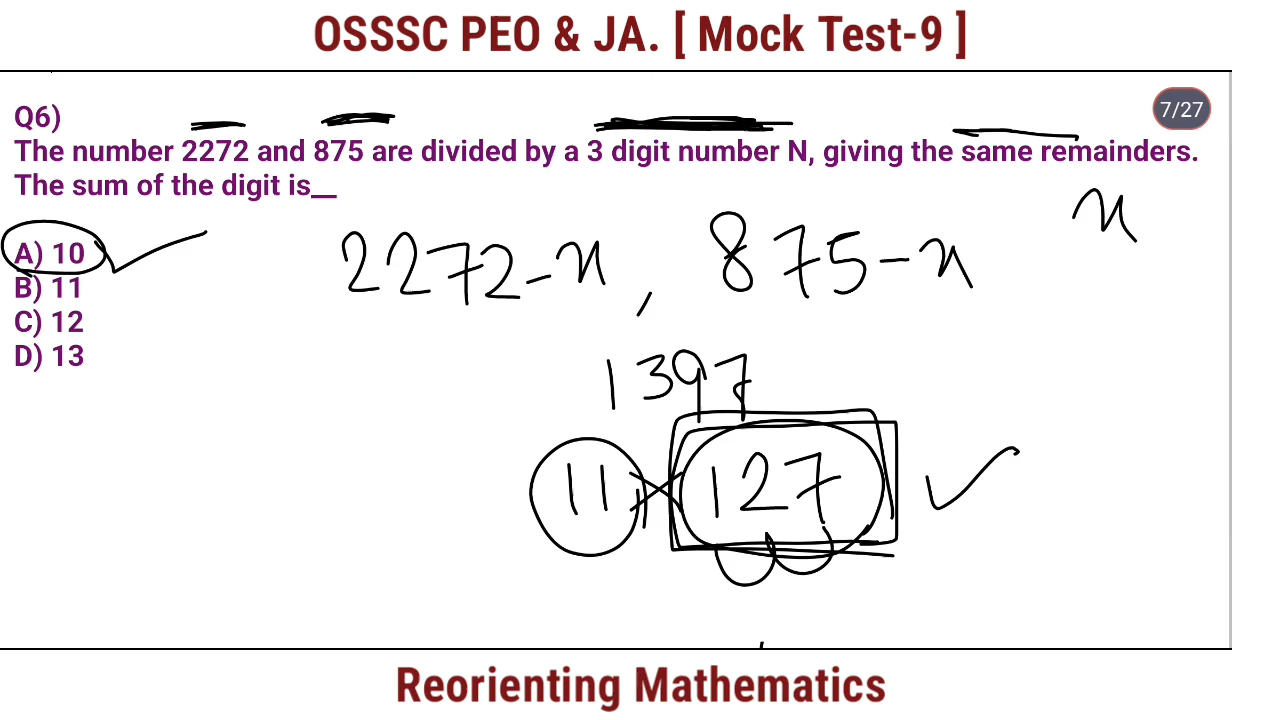 OSSSC PEO & JA. [ Mock Test-9 ]
7/27
Q6)
The number 2272 and 875 are divided by a 3 digit number N, giving the same remainders.
The sum of the digit is__
x
A) 10
2272-x, 875-x
B) 11
C) 12
D) 13
1397
11 × 127
Reorienting Mathematics